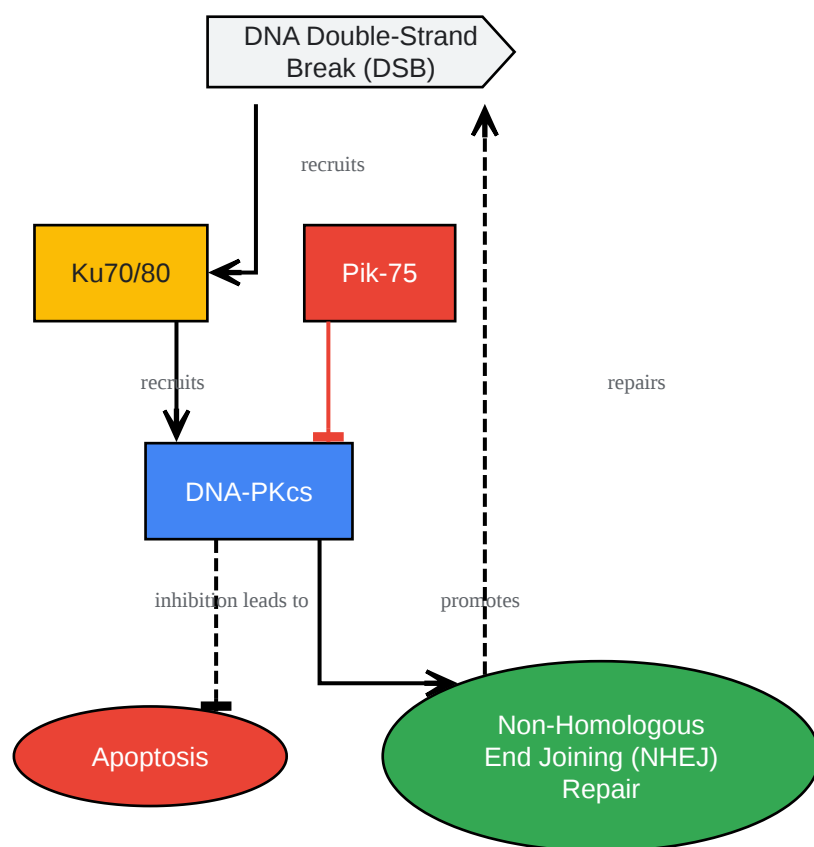 DNA Double-Strand
Break (DSB)
recruits
Ku70/80
Pik-75
recruits
repairs
DNA-PKcs
inhibition leads to
promotes
Apoptosis
Non-Homologous
End Joining (NHEJ)
Repair